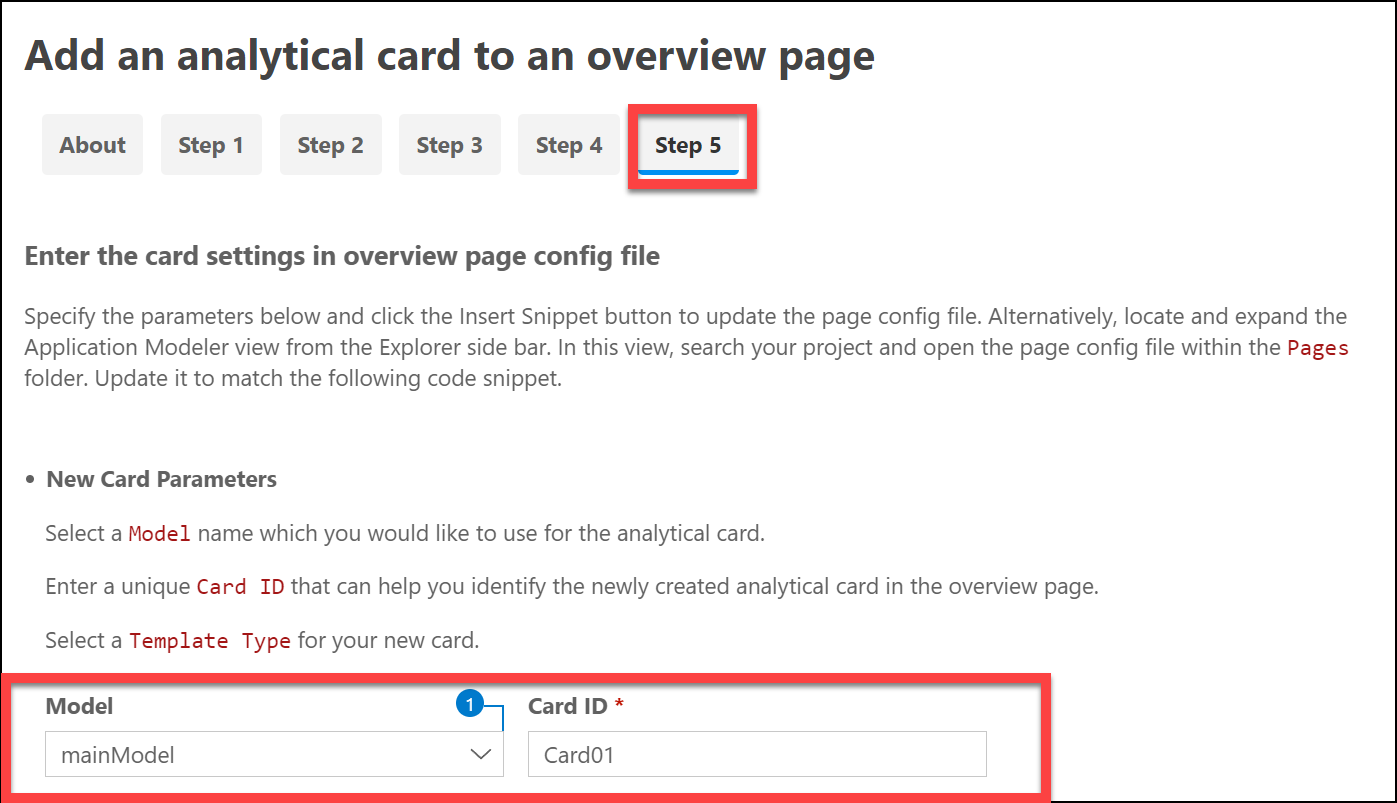 Add an analytical card to an overview page
About Step 1 Step 2 Step 3 Step 4 Step 5
Enter the card settings in overview page config file
Specify the parameters below and click the Insert Snippet button to update the page config file. Alternatively, locate and expand the
Application Modeler view from the Explorer side bar. In this view, search your project and open the page config file within the Pages
folder. Update it to match the following code snippet.
• New Card Parameters
Select a Model name which you would like to use for the analytical card.
Enter a unique Card ID that can help you identify the newly created analytical card in the overview page.
Select a Template Type for your new card.
Model 1 Card ID *
mainModel Card01